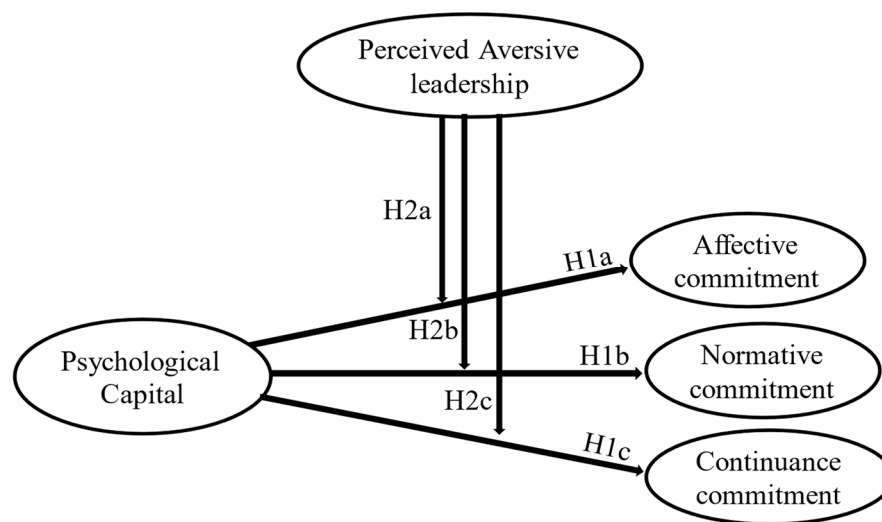 Perceived Aversive
leadership
H2a
H1a
Affective
commitment
H2b
Psychological
Capital
H1b
Normative
commitment
H2c
H1c
Continuance
commitment